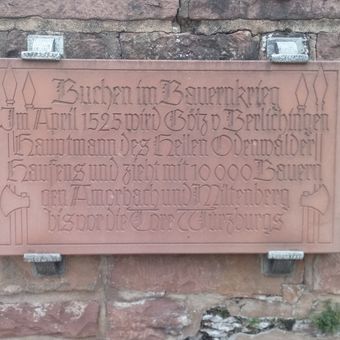 Buchen im Bauernkrieg
Im April 1525 wird Götz v Berlichingen
Hauptmann des Hellen Odenwälder
Haufens und zieht mit 10 000 Bauern
gen Amorbach und Miltenberg
bis vor die Tore Würzburgs